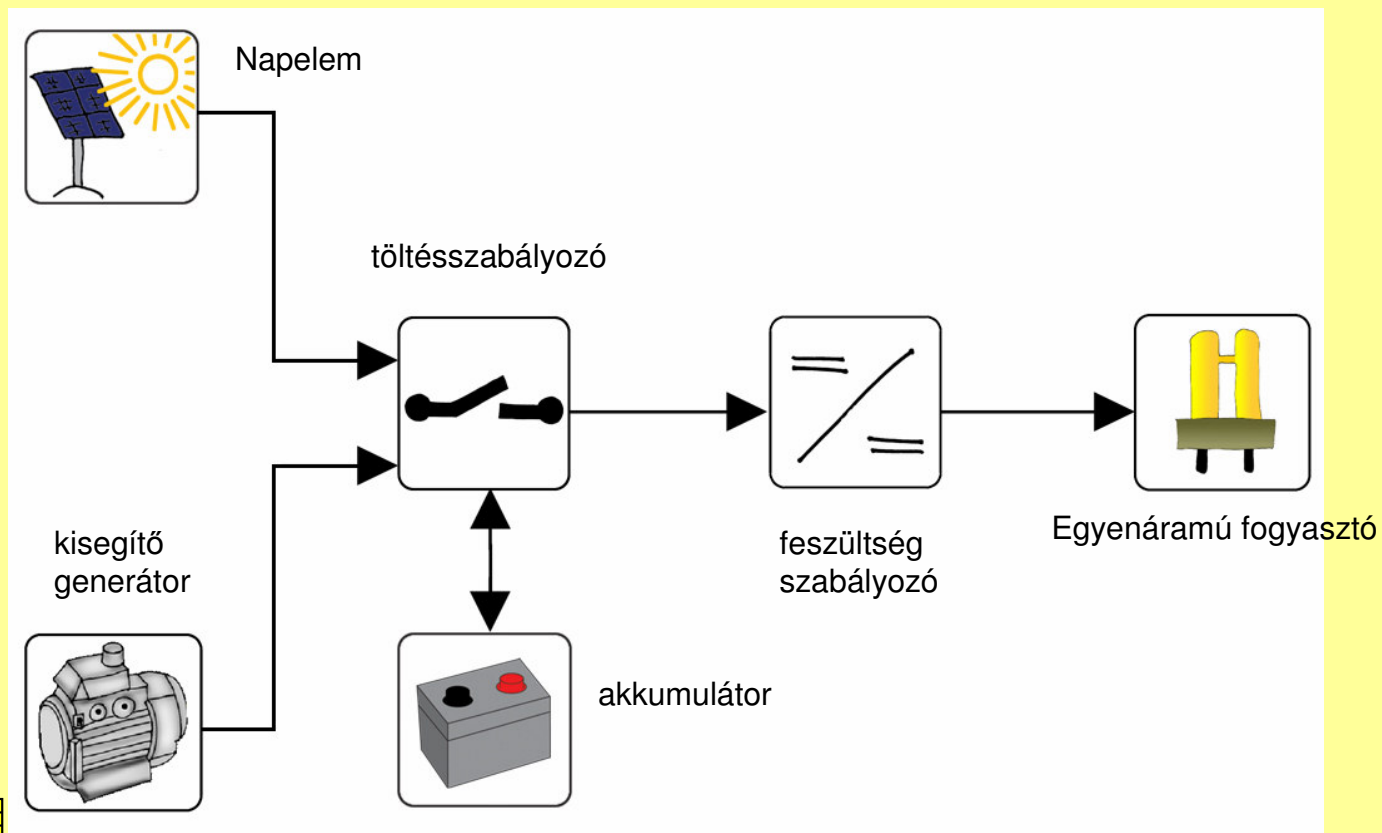 Napelem
töltésszabályozó
kisegítő
generátor
feszültség
szabályozó
Egyenáramú fogyasztó
akkumulátor